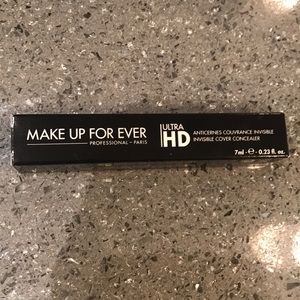 MAKE UP FOR EVER
PROFESSIONAL - PARIS
ULTRA
HD
ANTICERNES COUVRANCE INVISIBLE
INVISIBLE COVER CONCEALER
7ml - ℮ - 0.23 fl. oz.